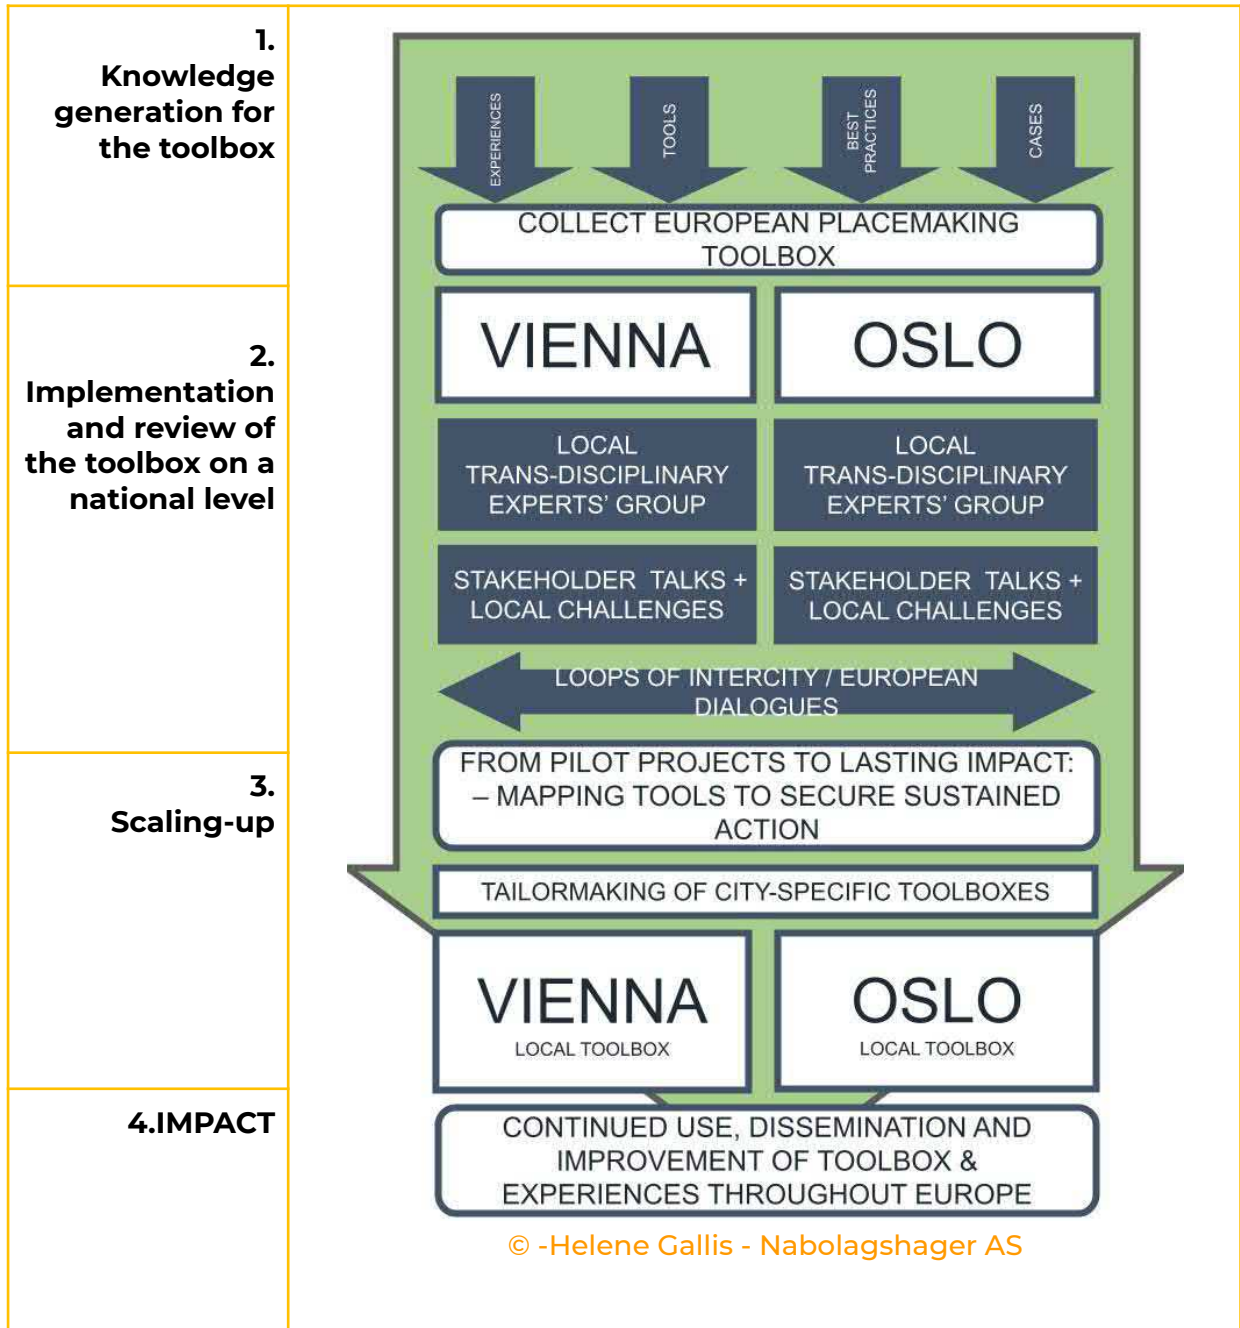 1.
Knowledge
generation for
the toolbox
EXPERIENCES
TOOLS
BEST
PRACTICES
CASES
COLLECT EUROPEAN PLACEMAKING
TOOLBOX
2.
Implementation
and review of
the toolbox on a
national level
VIENNA
OSLO
LOCAL
TRANS-DISCIPLINARY
EXPERTS’ GROUP
LOCAL
TRANS-DISCIPLINARY
EXPERTS’ GROUP
STAKEHOLDER TALKS +
LOCAL CHALLENGES
STAKEHOLDER TALKS +
LOCAL CHALLENGES
LOOPS OF INTERCITY / EUROPEAN
DIALOGUES
3.
Scaling-up
FROM PILOT PROJECTS TO LASTING IMPACT:
– MAPPING TOOLS TO SECURE SUSTAINED
ACTION
TAILORMAKING OF CITY-SPECIFIC TOOLBOXES
VIENNA
LOCAL TOOLBOX
OSLO
LOCAL TOOLBOX
4.IMPACT
CONTINUED USE, DISSEMINATION AND
IMPROVEMENT OF TOOLBOX &
EXPERIENCES THROUGHOUT EUROPE
© -Helene Gallis - Nabolagshager AS